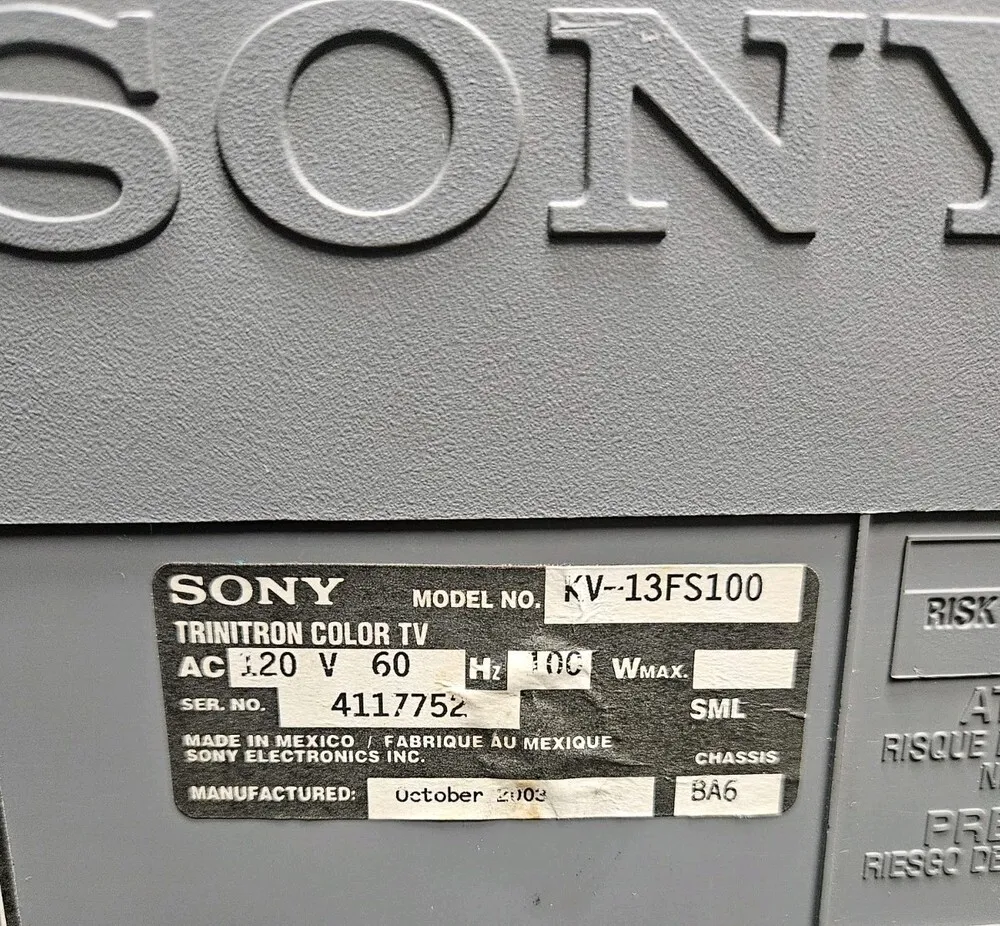 SONY
SONY MODEL NO. KV-13FS100
TRINITRON COLOR TV
AC 120 V 60 Hz 100 WMAX.
SER. NO. 4117752
SML
MADE IN MEXICO / FABRIQUE AU MEXIQUE
SONY ELECTRONICS INC.
CHASSIS
MANUFACTURED: October 2003 BA6
RISK
RISQUE
RIESGO DE